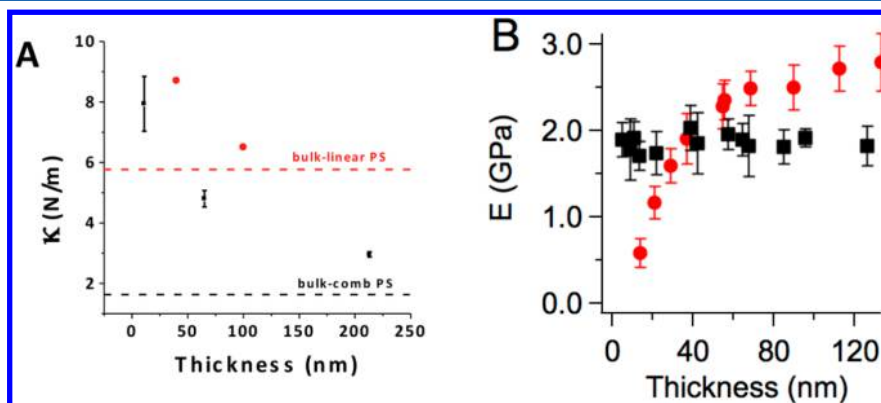 A
κ (N/m)
10
8
6
4
2
bulk-linear PS
bulk-comb PS
0
50
100
150
200
250
Thickness (nm)
B
E (GPa)
3.0
2.0
1.0
0.0
0
40
80
120
Thickness (nm)